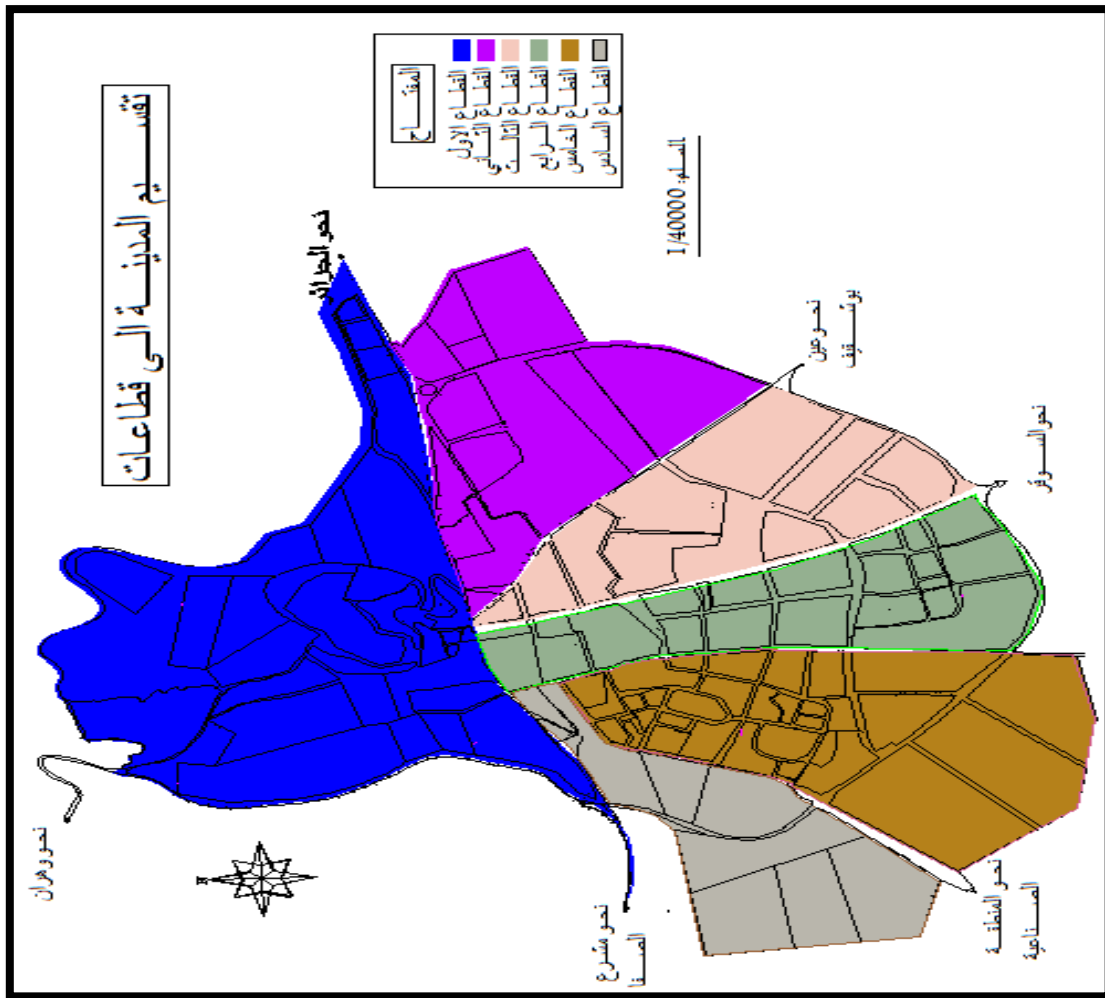 تقسيم المدينة الى قطاعات
المفتاح
القطاع الاول
القطاع الثاني
القطاع الثالث
القطاع الرابع
القطاع الخامس
القطاع السادس
السلم: 1/40000
نحو الجزائر
نحو عين
بوشقيف
نحو السوقر
نحو المنطقة
الصناعية
نحو مشرع
الصفا
نحو وهران
N